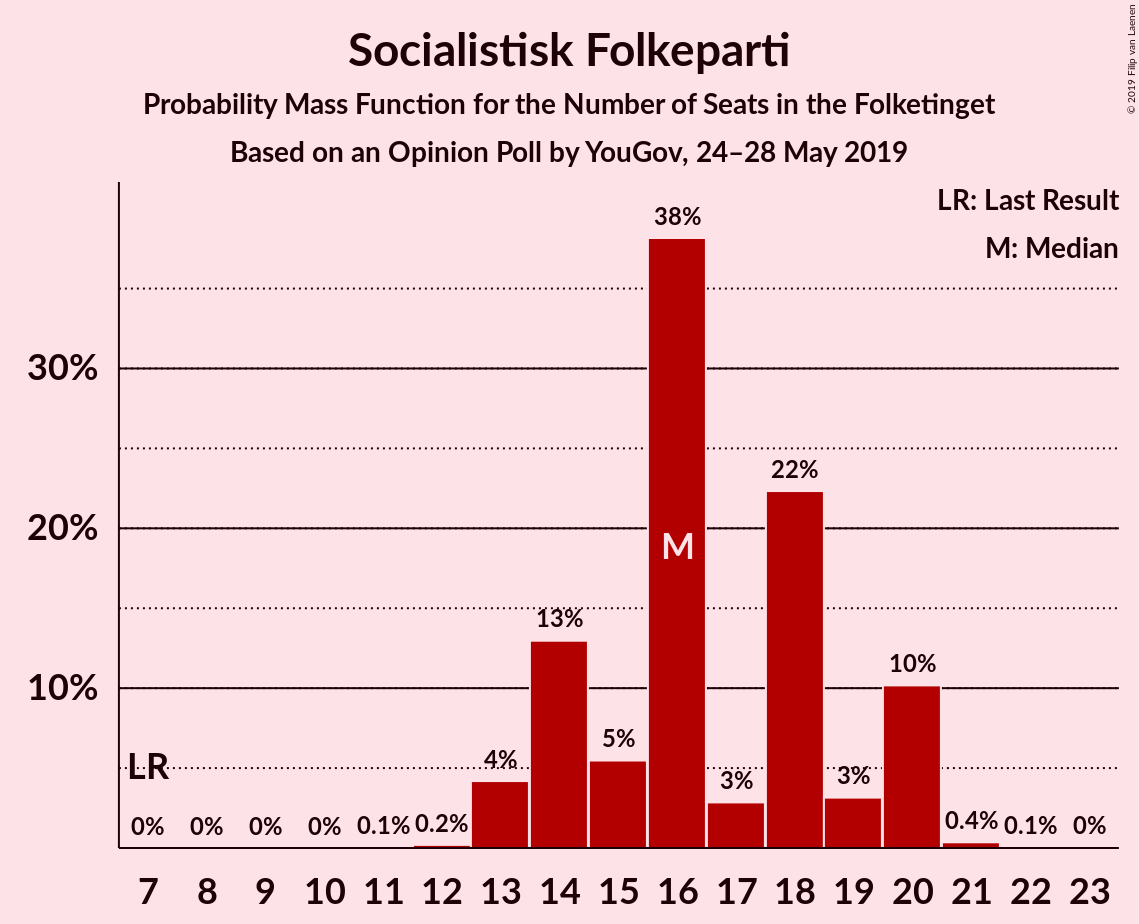 Socialistisk Folkeparti
Probability Mass Function for the Number of Seats in the Folketinget
Based on an Opinion Poll by YouGov, 24–28 May 2019
© 2019 Filip van Laenen
LR: Last Result
M: Median
30%
20%
10%
LR
M
0%
0%
0%
0%
0.1%
0.2%
4%
13%
5%
38%
3%
22%
3%
10%
0.4%
0.1%
0%
7 8 9 10 11 12 13 14 15 16 17 18 19 20 21 22 23